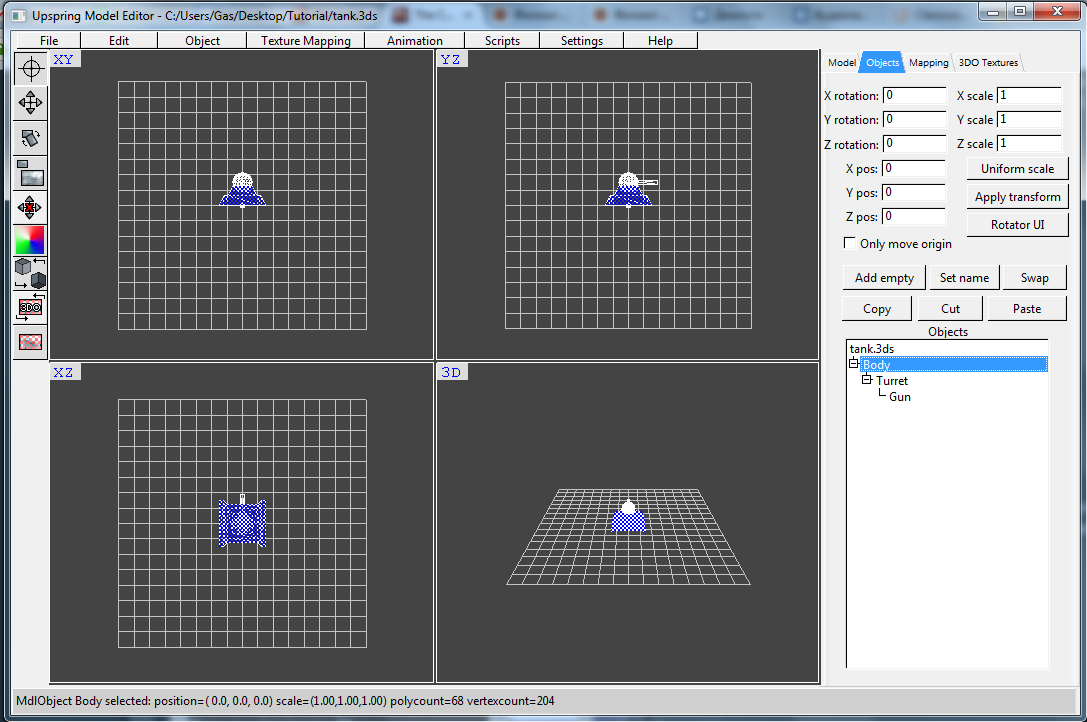 Upspring Model Editor - C:/Users/Gas/Desktop/Tutorial/tank.3ds
File Edit Object Texture Mapping Animation Scripts Settings Help
XY YZ
Model Objects Mapping 3DO Textures
X rotation: 0 X scale 1
Y rotation: 0 Y scale 1
Z rotation: 0 Z scale 1
X pos: 0 Uniform scale
Y pos: 0 Apply transform
Z pos: 0 Rotator UI
Only move origin
Add empty Set name Swap
3DO
Copy Cut Paste
Objects
tank.3ds
Body
Turret
Gun
XZ 3D
MdlObject Body selected: position=( 0.0, 0.0, 0.0) scale=(1.00,1.00,1.00) polycount=68 vertexcount=204